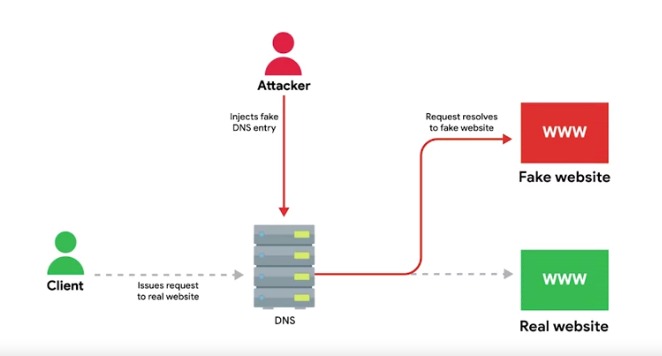 Attacker
Injects fake
DNS entry
Request resolves
to fake website
WWW
Fake website
Client
Issues request
to real website
DNS
WWW
Real website